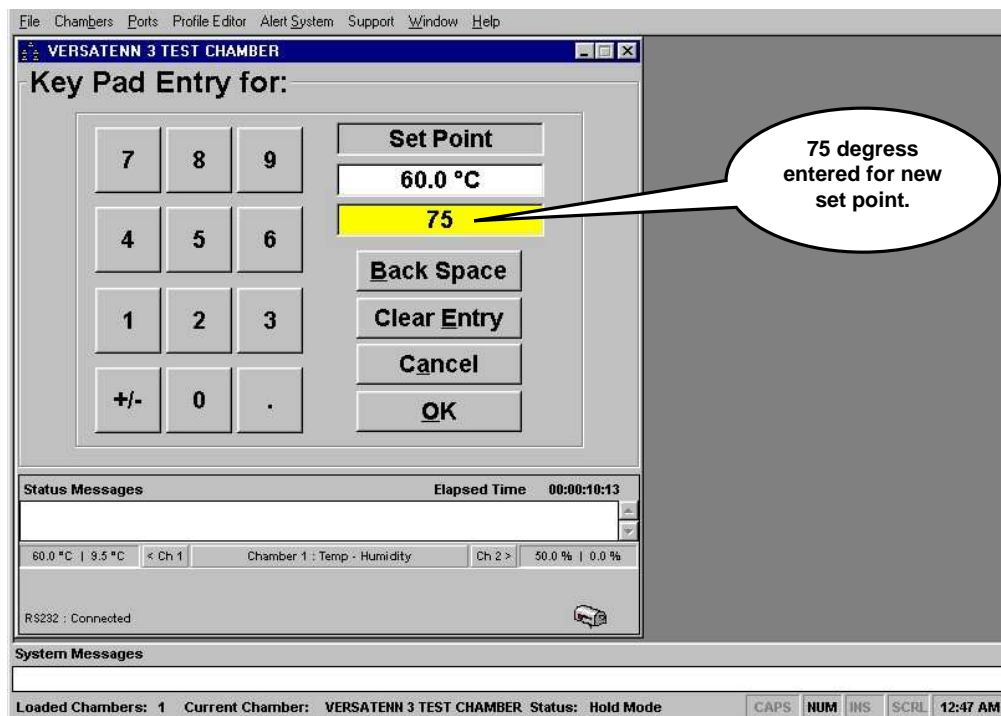 File Chambers Ports Profile Editor Alert System Support Window Help
VERSATENN 3 TEST CHAMBER
Key Pad Entry for:
7 8 9
4 5 6
1 2 3
+/- 0 .
Set Point
60.0 °C
75
Back Space
Clear Entry
Cancel
OK
75 degress
entered for new
set point.
Status Messages Elapsed Time 00:00:10:13
60.0 °C | 9.5 °C < Ch 1 Chamber 1 : Temp - Humidity Ch 2 > 50.0 % | 0.0 %
RS232 : Connected
System Messages
Loaded Chambers: 1 Current Chamber: VERSATENN 3 TEST CHAMBER Status: Hold Mode CAPS NUM INS SCRL 12:47 AM